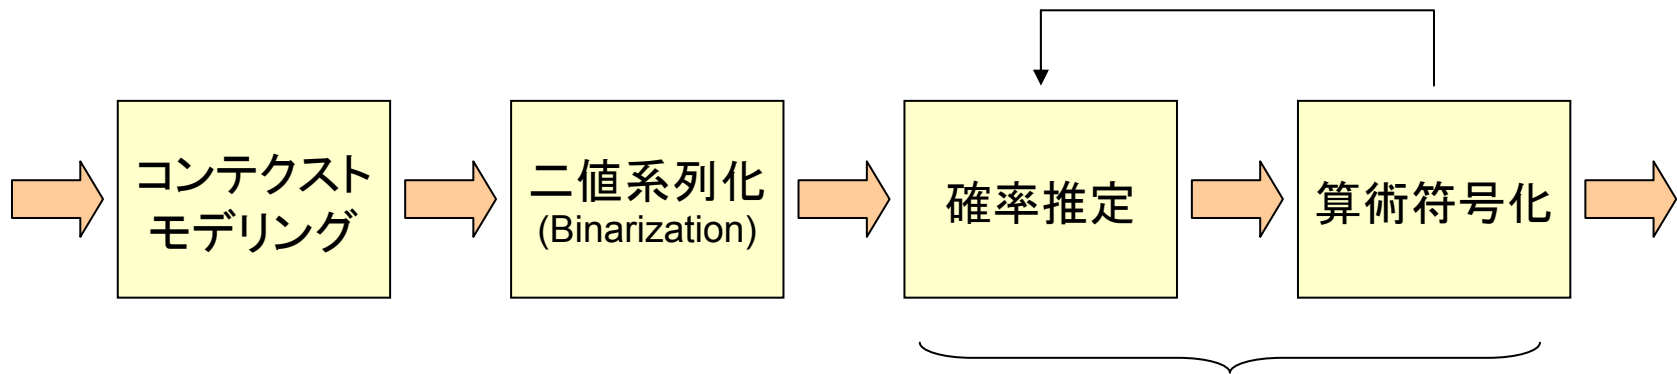 コンテクスト
モデリング
二値系列化
(Binarization)
確率推定
算術符号化